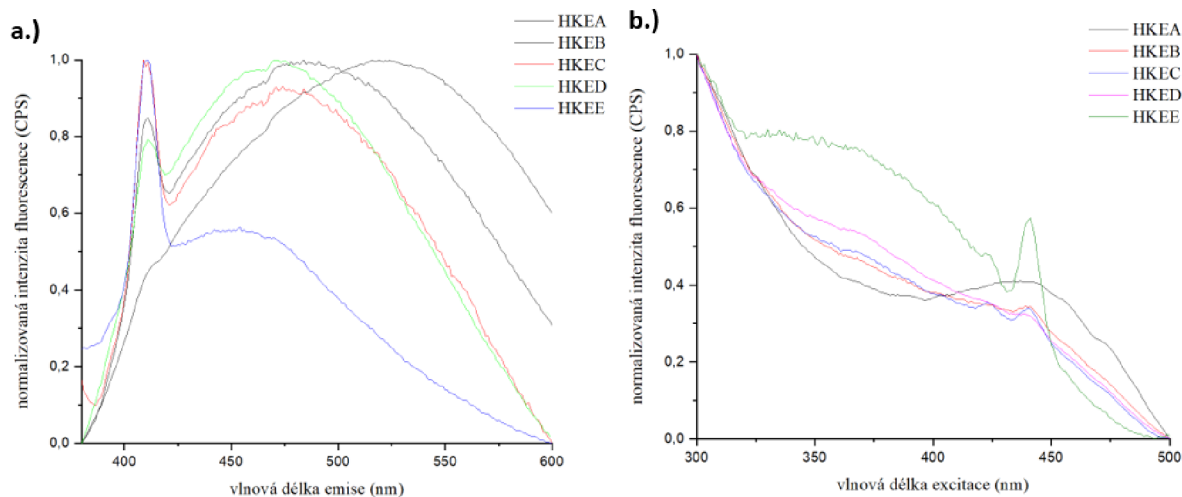 a.)
HKEA
HKEB
HKEC
HKED
HKEE
normalizovaná intenzita fluorescence (CPS)
1,0
0,8
0,6
0,4
0,2
0,0
400
450
500
550
600
vlnová délka emise (nm)
b.)
HKEA
HKEB
HKEC
HKED
HKEE
normalizovaná intenzita fluorescence (CPS)
1,0
0,8
0,6
0,4
0,2
0,0
300
350
400
450
500
vlnová délka excitace (nm)